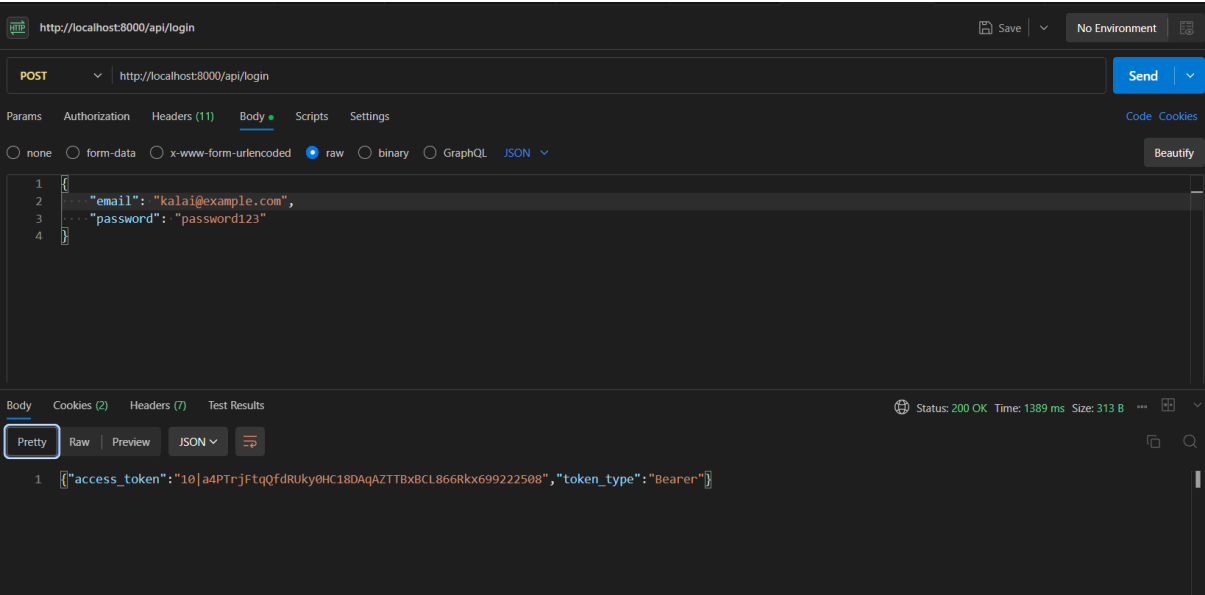 HTTP http://localhost:8000/api/login Save No Environment
POST http://localhost:8000/api/login Send
Params Authorization Headers (11) Body Scripts Settings Code Cookies
none form-data x-www-form-urlencoded raw binary GraphQL JSON Beautify
1 {
2 "email": "kalai@example.com",
3 "password": "password123"
4 }
Body Cookies (2) Headers (7) Test Results Status: 200 OK Time: 1389 ms Size: 313 B
Pretty Raw Preview JSON
1 {"access_token":"10|a4PTrjFtqQfdRUky0HC18DAqAZTTBxBCL866Rkx699222508","token_type":"Bearer"}